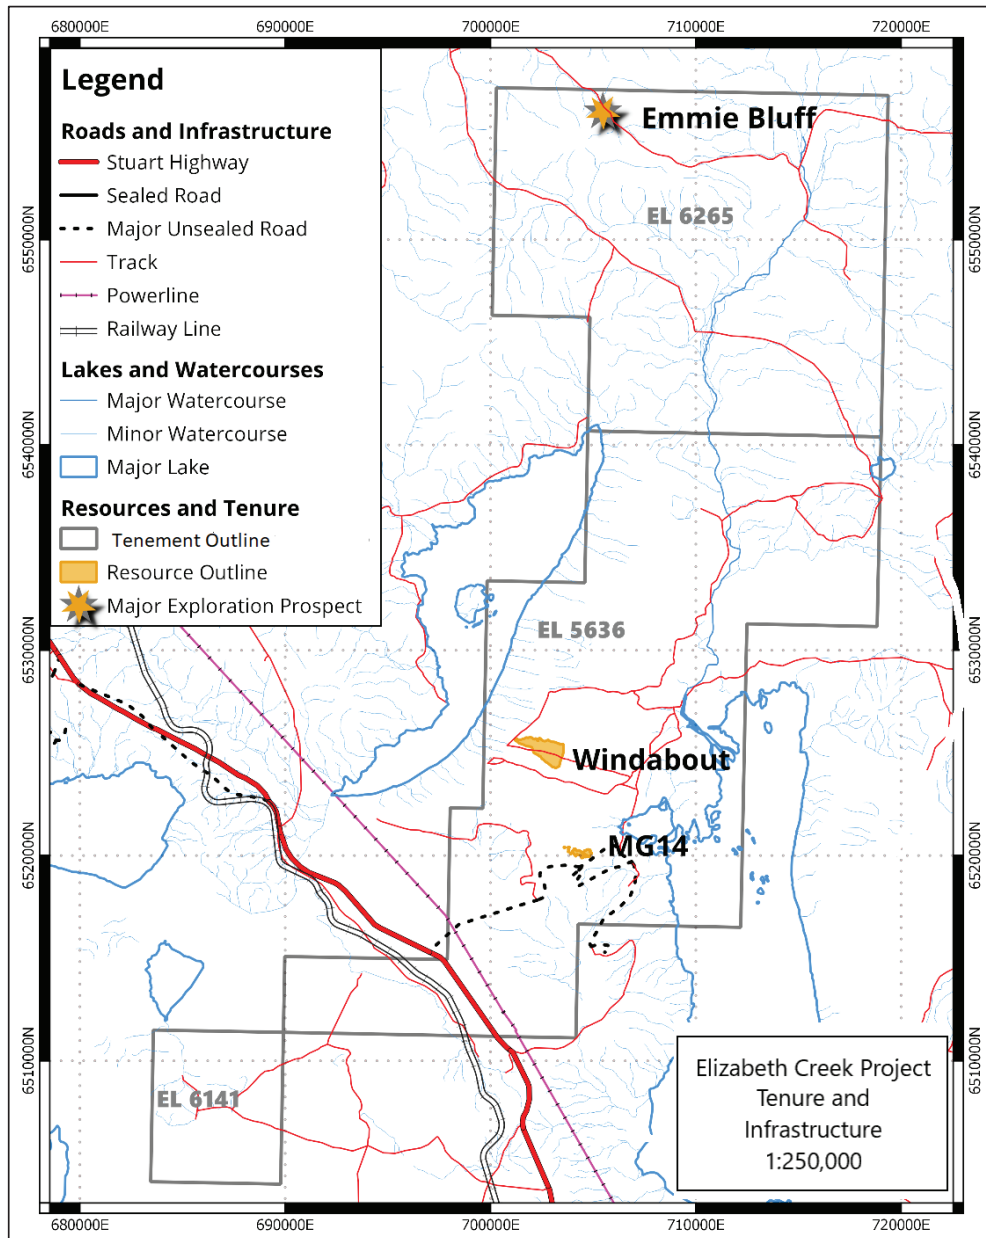 680000E 690000E 700000E 710000E 720000E
Legend
Roads and Infrastructure
Stuart Highway
Sealed Road
Major Unsealed Road
Track
Powerline
Railway Line
Lakes and Watercourses
Major Watercourse
Minor Watercourse
Major Lake
Resources and Tenure
Tenement Outline
Resource Outline
Major Exploration Prospect
Emmie Bluff
EL 6265
EL 5636
Windabout
MG14
EL 6141
6550000N
6540000N
6530000N
6520000N
6510000N
6550000N
6540000N
6530000N
6520000N
6510000N
Elizabeth Creek Project
Tenure and
Infrastructure
1:250,000
680000E 690000E 700000E 710000E 720000E